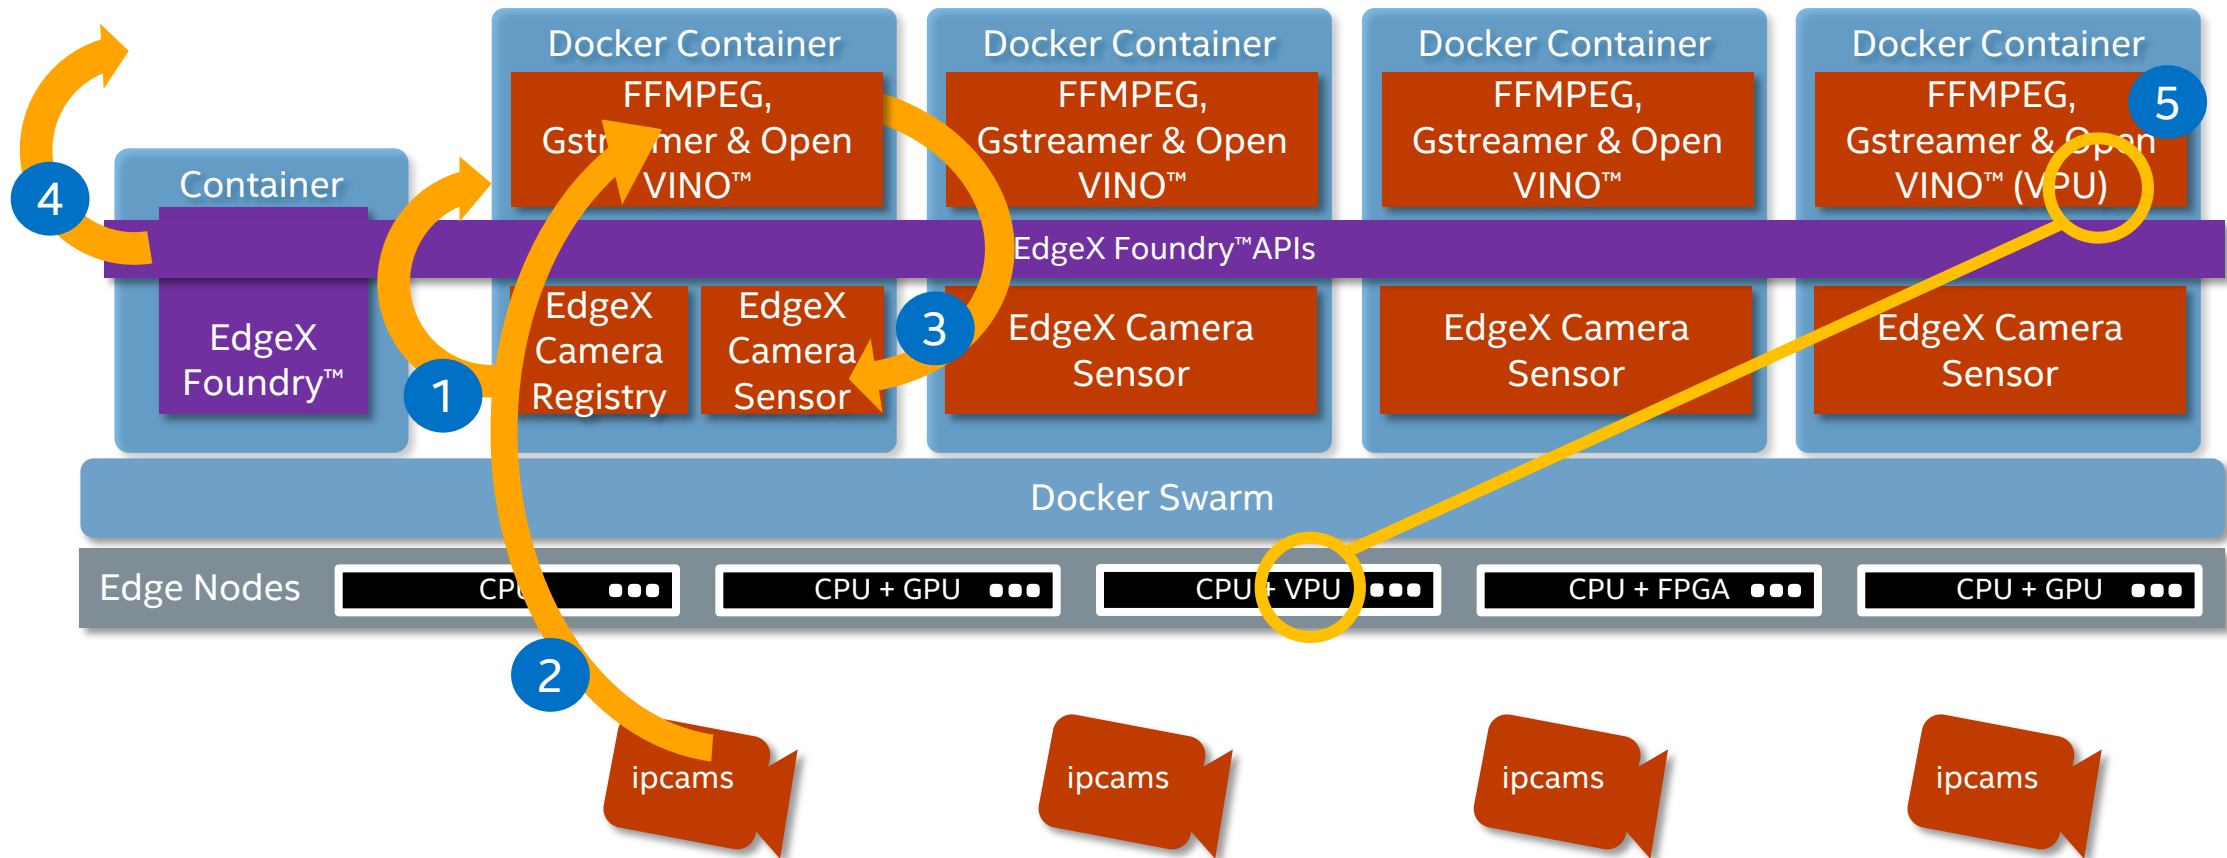 Docker Container
FFMPEG,
Gstreamer & Open
VINO™
Docker Container
FFMPEG,
Gstreamer & Open
VINO™
Docker Container
FFMPEG,
Gstreamer & Open
VINO™
Docker Container
FFMPEG,
Gstreamer & Open
VINO™ (VPU)
5
4
Container
EdgeX Foundry™APIs
EdgeX
Foundry™
1
EdgeX
Camera
Registry
EdgeX
Camera
Sensor
3
EdgeX Camera
Sensor
EdgeX Camera
Sensor
EdgeX Camera
Sensor
Docker Swarm
Edge Nodes
CPU
CPU + GPU
CPU + VPU
CPU + FPGA
CPU + GPU
2
ipcams
ipcams
ipcams
ipcams